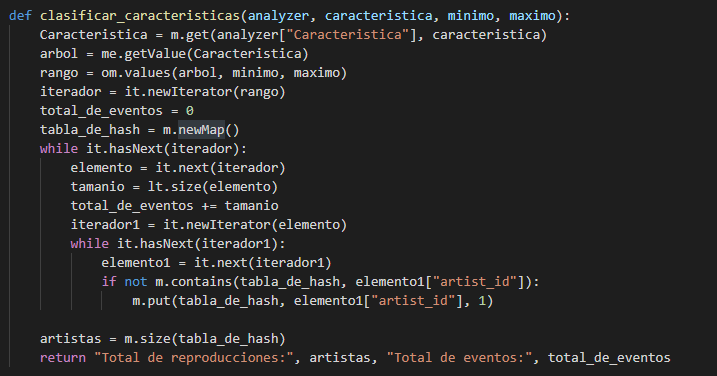 def clasificar_caracteristicas(analyzer, caracteristica, minimo, maximo):
    Caracteristica = m.get(analyzer["Caracteristica"], caracteristica)
    arbol = me.getValue(Caracteristica)
    rango = om.values(arbol, minimo, maximo)
    iterador = it.newIterator(rango)
    total_de_eventos = 0
    tabla_de_hash = m.newMap()
    while it.hasNext(iterador):
        elemento = it.next(iterador)
        tamanio = lt.size(elemento)
        total_de_eventos += tamanio
        iterador1 = it.newIterator(elemento)
        while it.hasNext(iterador1):
            elemento1 = it.next(iterador1)
            if not m.contains(tabla_de_hash, elemento1["artist_id"]):
                m.put(tabla_de_hash, elemento1["artist_id"], 1)

    artistas = m.size(tabla_de_hash)
    return "Total de reproducciones:", artistas, "Total de eventos:", total_de_eventos